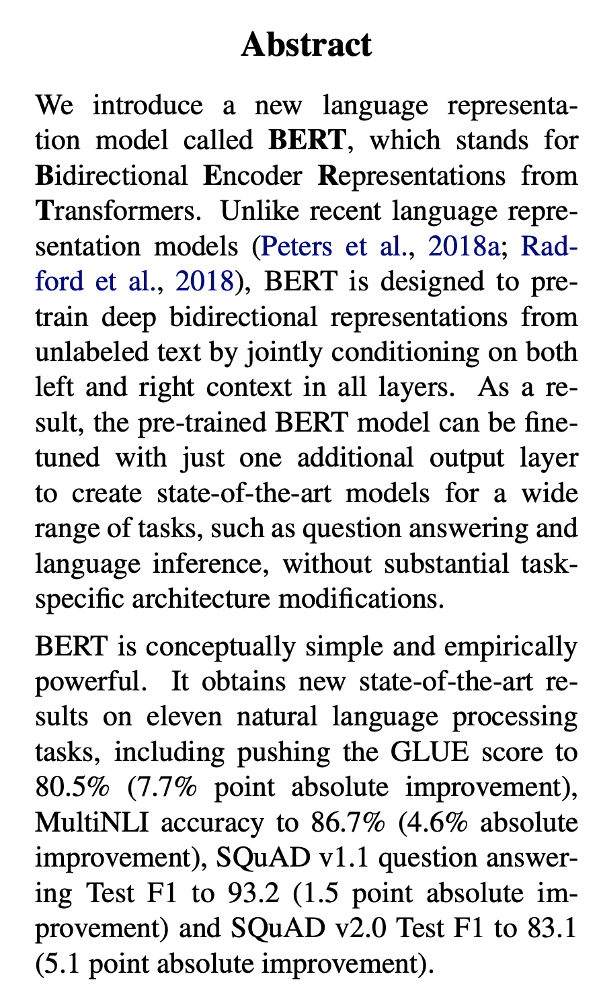 Abstract
We introduce a new language representa-
tion model called BERT, which stands for
Bidirectional Encoder Representations from
Transformers. Unlike recent language repre-
sentation models (Peters et al., 2018a; Rad-
ford et al., 2018), BERT is designed to pre-
train deep bidirectional representations from
unlabeled text by jointly conditioning on both
left and right context in all layers. As a re-
sult, the pre-trained BERT model can be fine-
tuned with just one additional output layer
to create state-of-the-art models for a wide
range of tasks, such as question answering and
language inference, without substantial task-
specific architecture modifications.
BERT is conceptually simple and empirically
powerful. It obtains new state-of-the-art re-
sults on eleven natural language processing
tasks, including pushing the GLUE score to
80.5% (7.7% point absolute improvement),
MultiNLI accuracy to 86.7% (4.6% absolute
improvement), SQuAD v1.1 question answer-
ing Test F1 to 93.2 (1.5 point absolute im-
provement) and SQuAD v2.0 Test F1 to 83.1
(5.1 point absolute improvement).